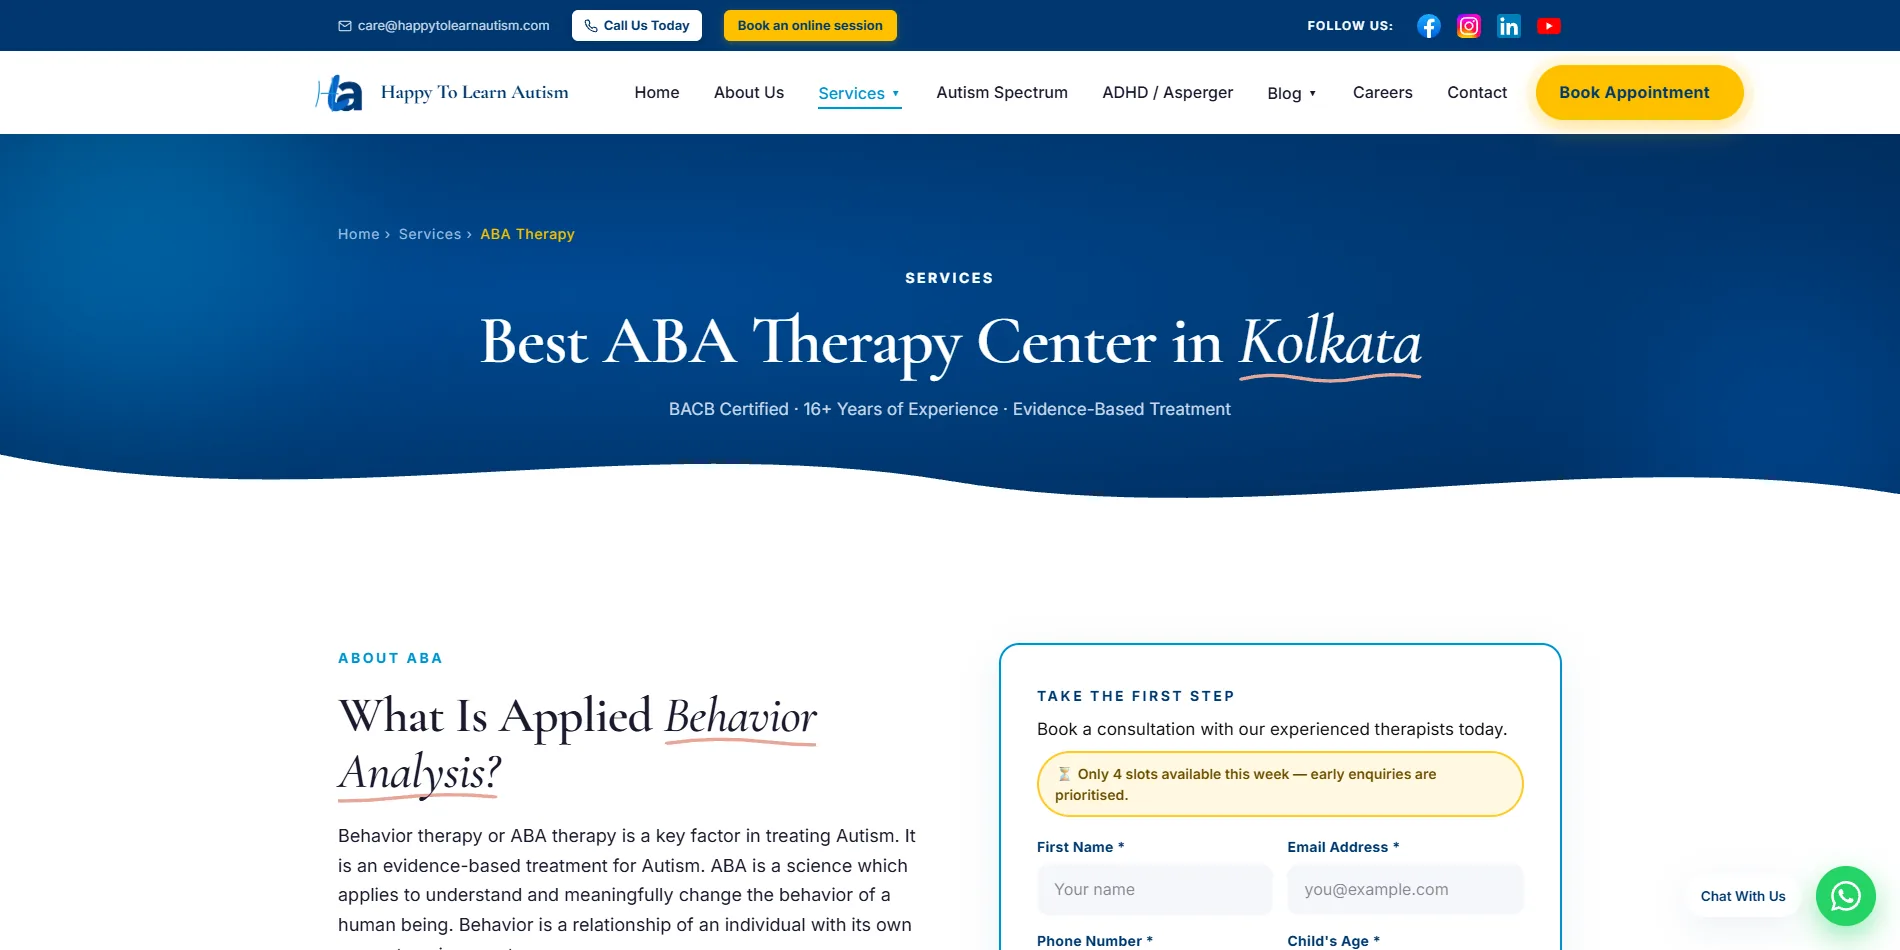 care@happytolearnautism.com
Call Us Today
Book an online session
FOLLOW US:
Ha
Happy To Learn Autism
Home
About Us
Services ▼
Autism Spectrum
ADHD / Asperger
Blog ▼
Careers
Contact
Book Appointment
Home › Services › ABA Therapy
SERVICES
Best ABA Therapy Center in Kolkata
BACB Certified · 16+ Years of Experience · Evidence-Based Treatment
ABOUT ABA
What Is Applied Behavior
Analysis?
Behavior therapy or ABA therapy is a key factor in treating Autism. It
is an evidence-based treatment for Autism. ABA is a science which
applies to understand and meaningfully change the behavior of a
human being. Behavior is a relationship of an individual with its own
TAKE THE FIRST STEP
Book a consultation with our experienced therapists today.
⏳ Only 4 slots available this week — early enquiries are
prioritised.
First Name *
Email Address *
Your name
you@example.com
Phone Number *
Child's Age *
Chat With Us